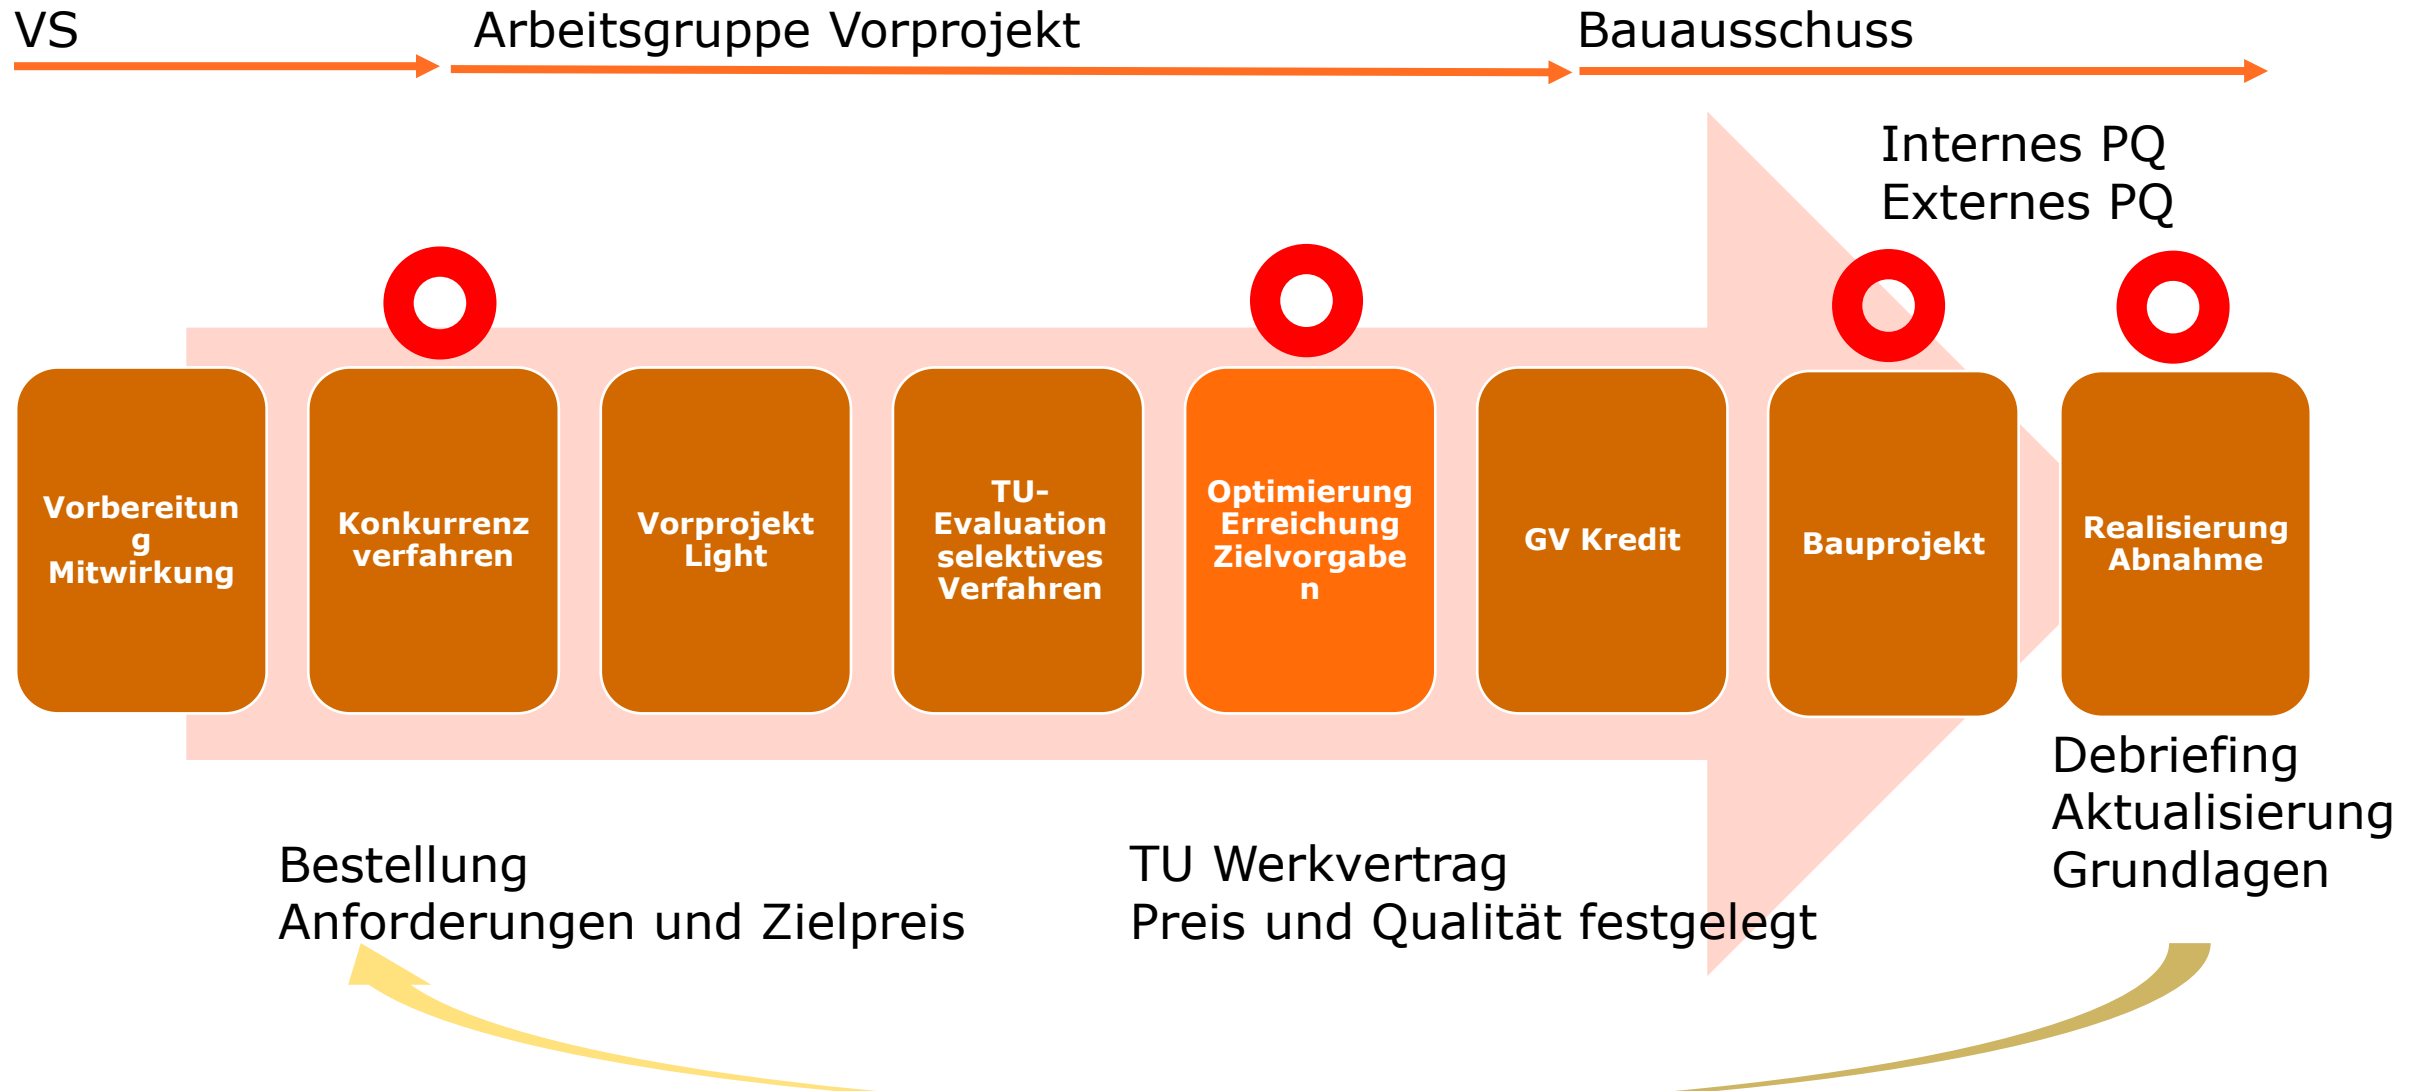 VS
Arbeitsgruppe Vorprojekt
Bauausschuss
Internes PQ
Externes PQ
Vorbereitun
g
Mitwirkung
Konkurrenz
verfahren
Vorprojekt
Light
TU-
Evaluation
selektives
Verfahren
Optimierung
Erreichung
Zielvorgabe
n
GV Kredit
Bauprojekt
Realisierung
Abnahme
Bestellung
Anforderungen und Zielpreis
TU Werkvertrag
Preis und Qualität festgelegt
Debriefing
Aktualisierung
Grundlagen